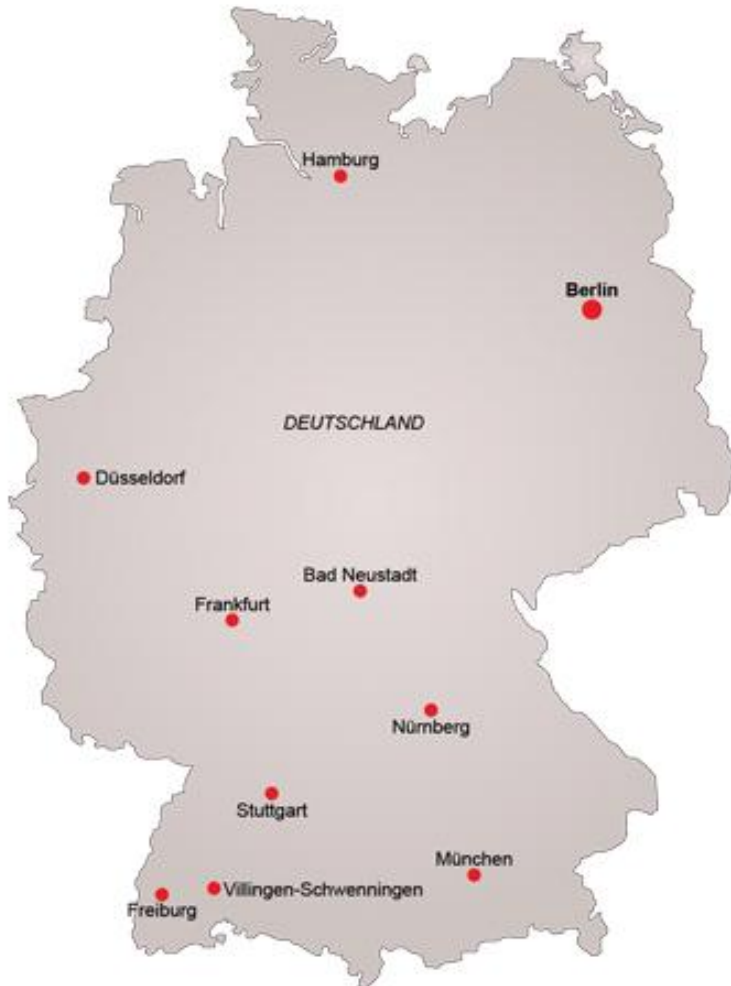 Hamburg
Berlin
DEUTSCHLAND
Düsseldorf
Bad Neustadt
Frankfurt
Nürnberg
Stuttgart
München
Villingen-Schwenningen
Freiburg